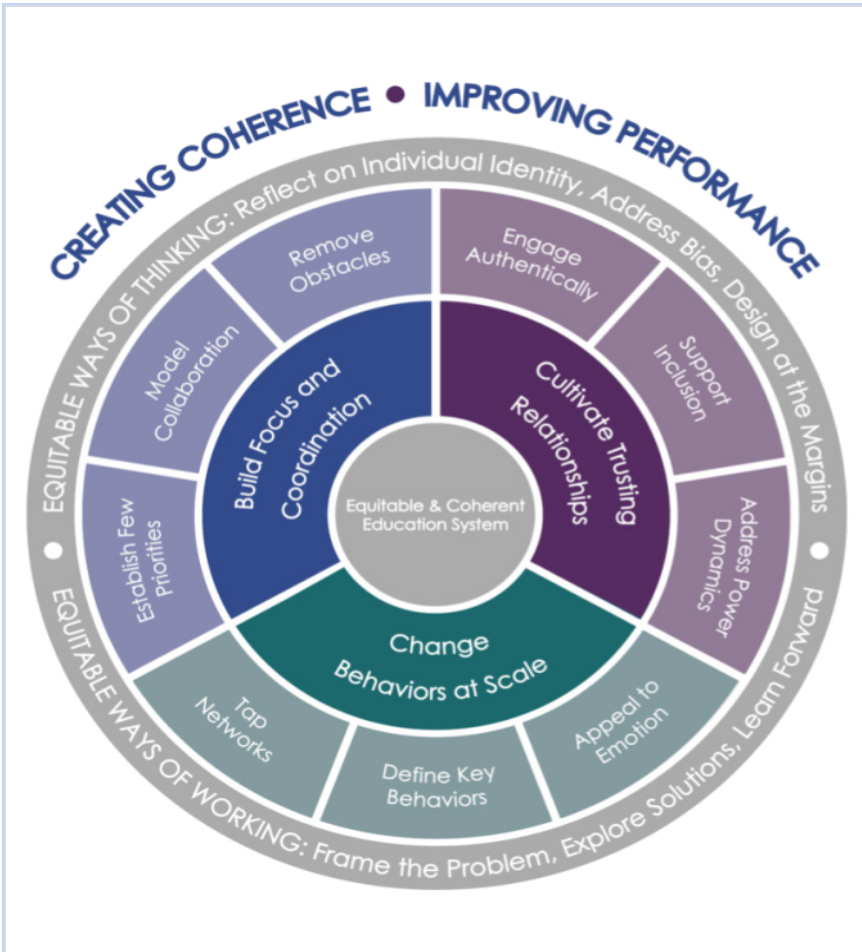 CREATING COHERENCE • IMPROVING PERFORMANCE
EQUITABLE WAYS OF THINKING: Reflect on Individual Identity, Address Bias, Design at the Margins
Remove
Obstacles
Engage
Authentically
Model
Collaboration
Support
Inclusion
Build Focus and
Coordination
Cultivate Trusting
Relationships
Equitable & Coherent
Education System
Establish Few
Priorities
Address Power
Dynamics
Change
Behaviors at Scale
Tap
Networks
Define Key
Behaviors
Appeal to
Emotion
EQUITABLE WAYS OF WORKING: Frame the Problem, Explore Solutions, Learn Forward